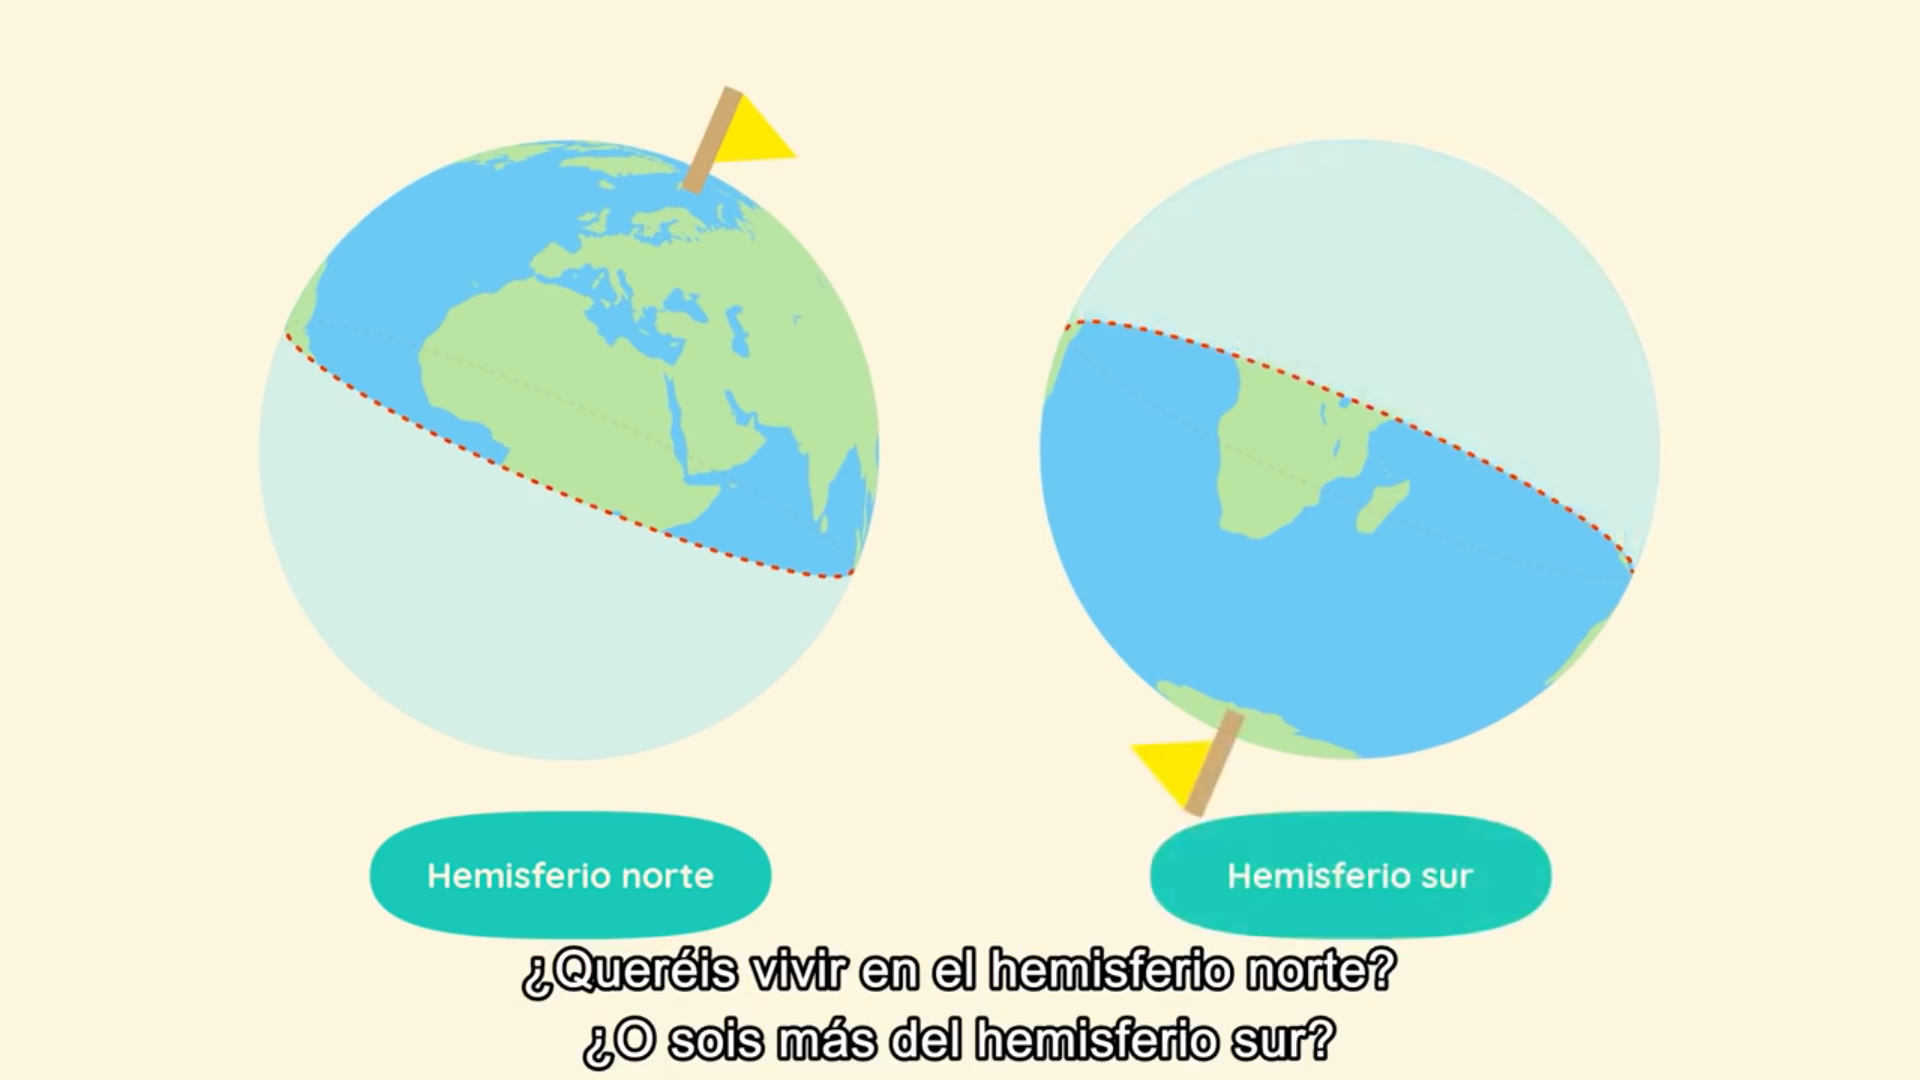 Hemisferio norte
Hemisferio sur
¿Queréis vivir en el hemisferio norte?
¿O sois más del hemisferio sur?